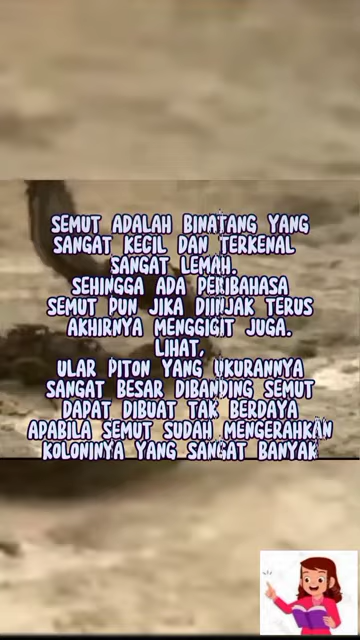 SEMUT ADALAH BINATANG YANG
SANGAT KECIL DAN TERKENAL
SANGAT LEMAH.
SEHINGGA ADA PERIBAHASA
SEMUT PUN JIKA DIINJAK TERUS
AKHIRNYA MENGGIGIT JUGA.
LIHAT,
ULAR PITON YANG UKURANNYA
SANGAT BESAR DIBANDING SEMUT
DAPAT DIBUAT TAK BERDAYA
APABILA SEMUT SUDAH MENGERAHKAN
KOLONINYA YANG SANGAT BANYAK